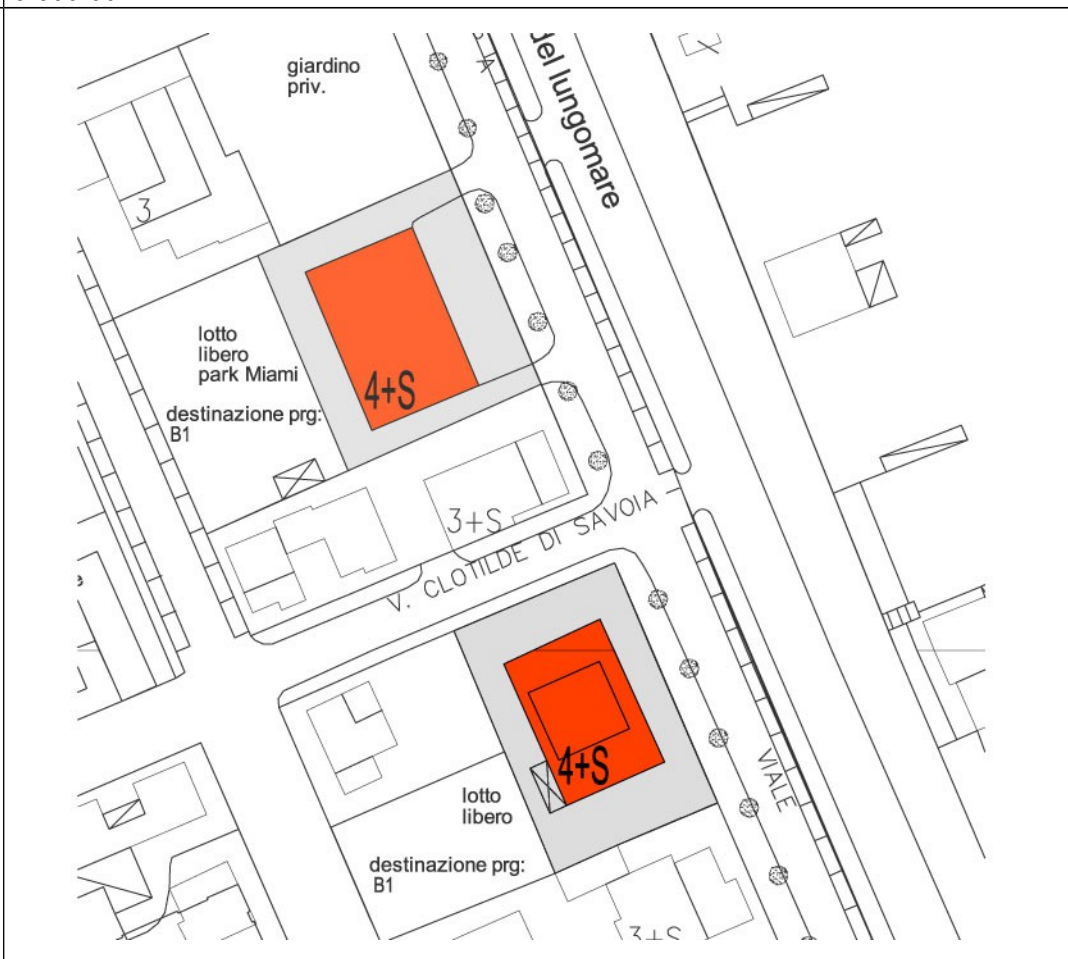 giardino
priv.
del lungomare
3
lotto
libero
park Miami
4+S
destinazione prg:
B1
3+S
V. CLOTILDE DI SAVOIA
4+S
VIALE
lotto
libero
destinazione prg:
B1
3+S